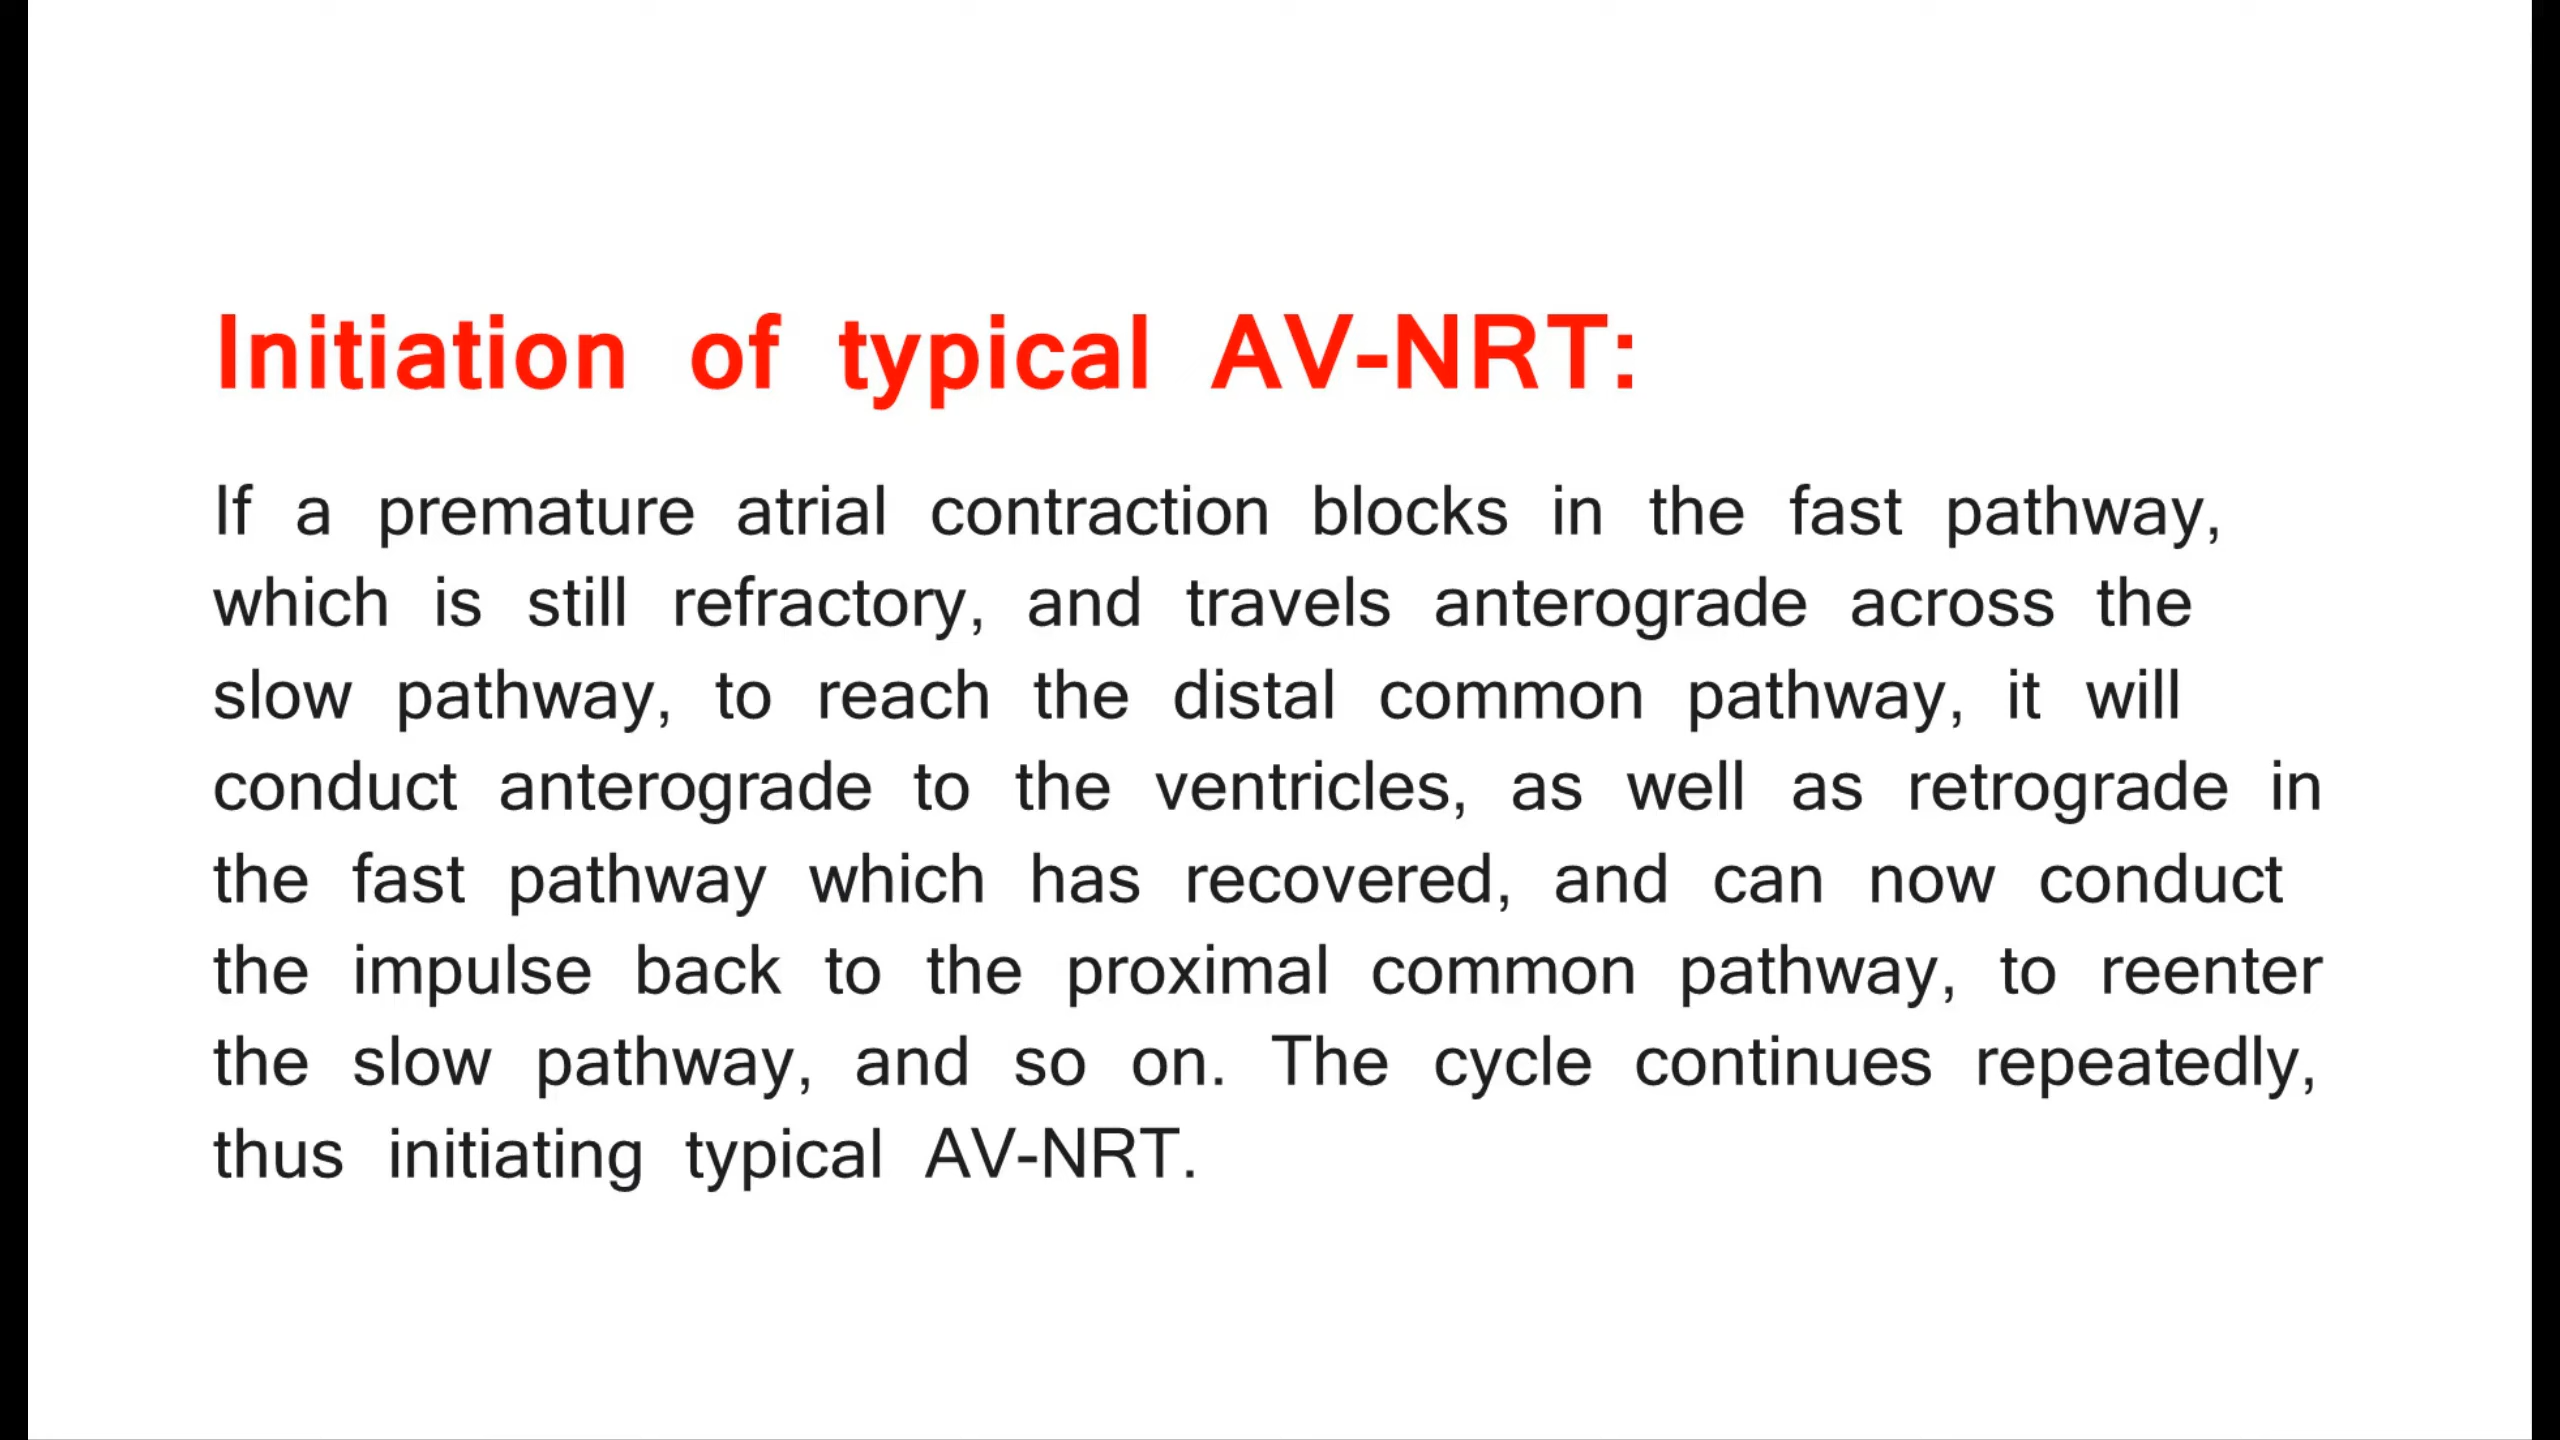 Initiation of typical AV-NRT:
If a premature atrial contraction blocks in the fast pathway,
which is still refractory, and travels anterograde across the
slow pathway, to reach the distal common pathway, it will
conduct anterograde to the ventricles, as well as retrograde in
the fast pathway which has recovered, and can now conduct
the impulse back to the proximal common pathway, to reenter
the slow pathway, and so on. The cycle continues repeatedly,
thus initiating typical AV-NRT.